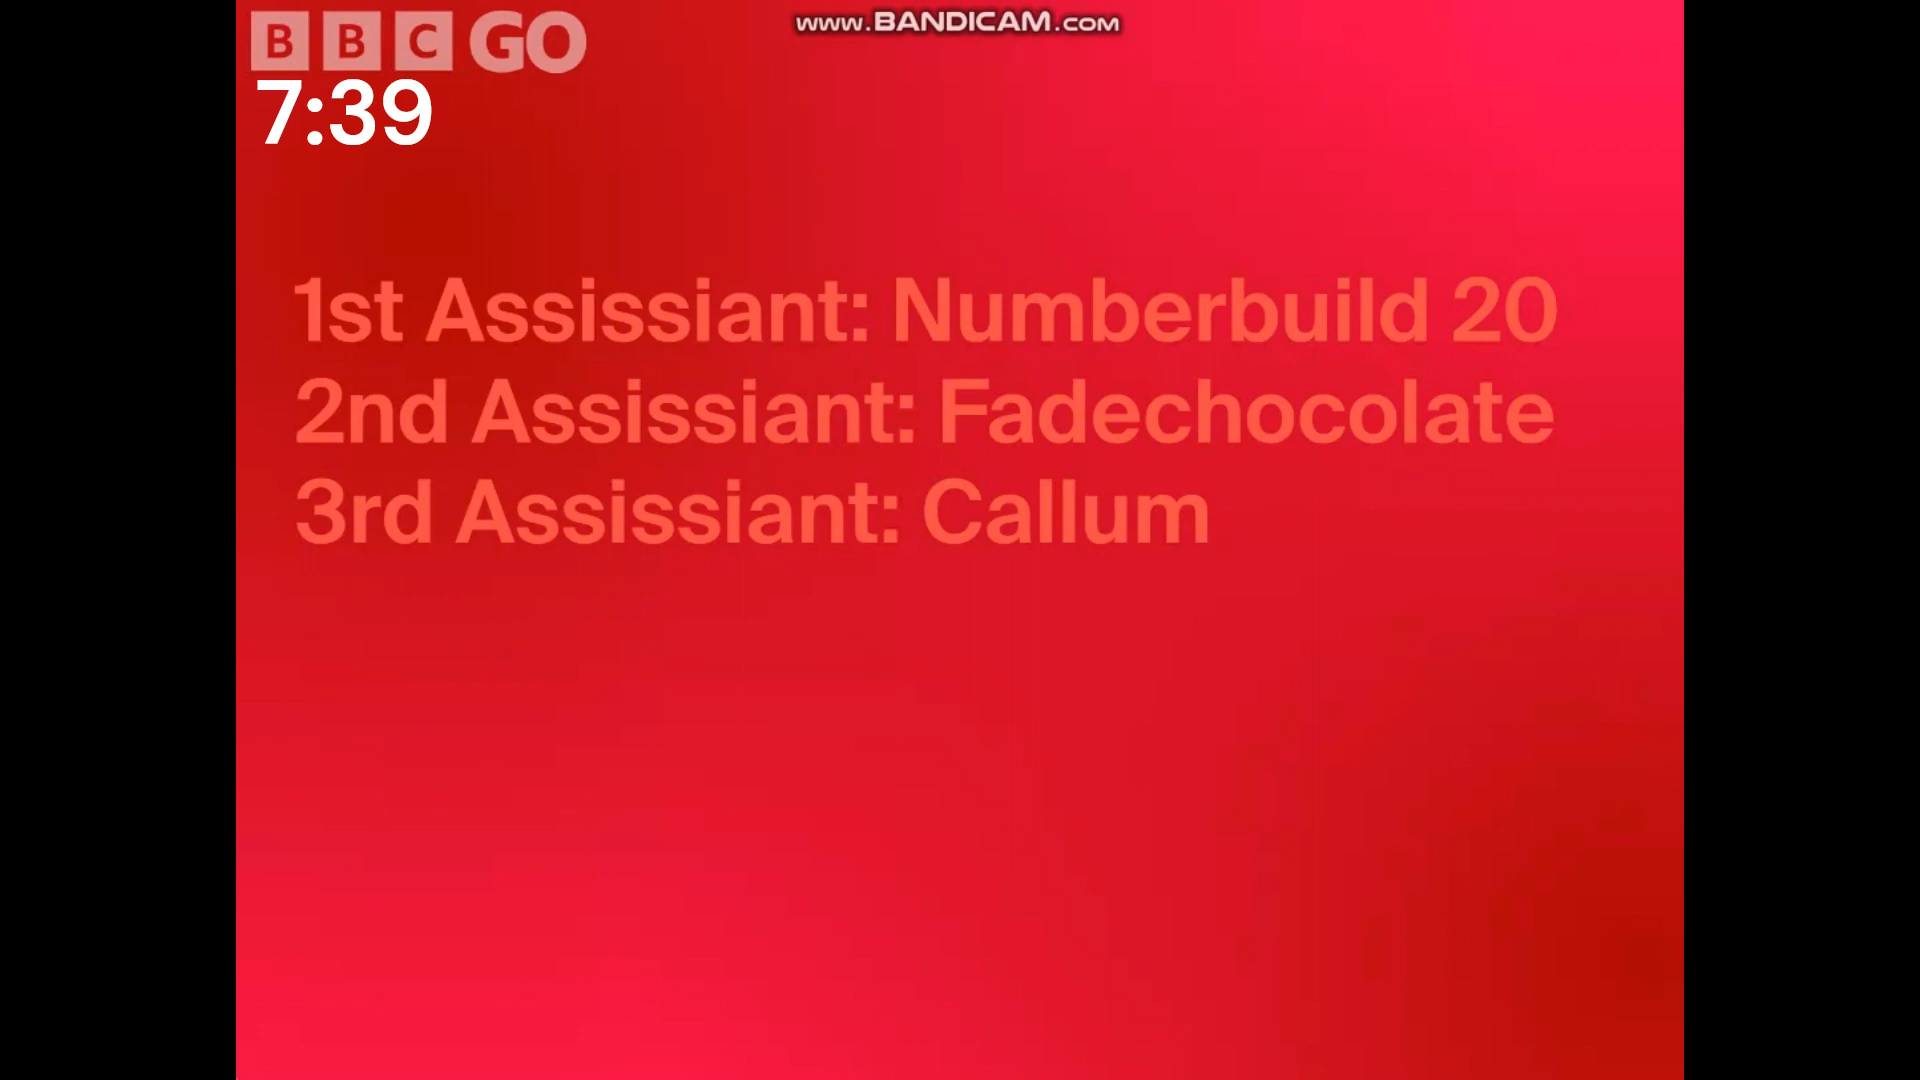 BBC GO
www.BANDICAM.COM
7:39
1st Assissiant: Numberbuild 20
2nd Assissiant: Fadechocolate
3rd Assissiant: Callum